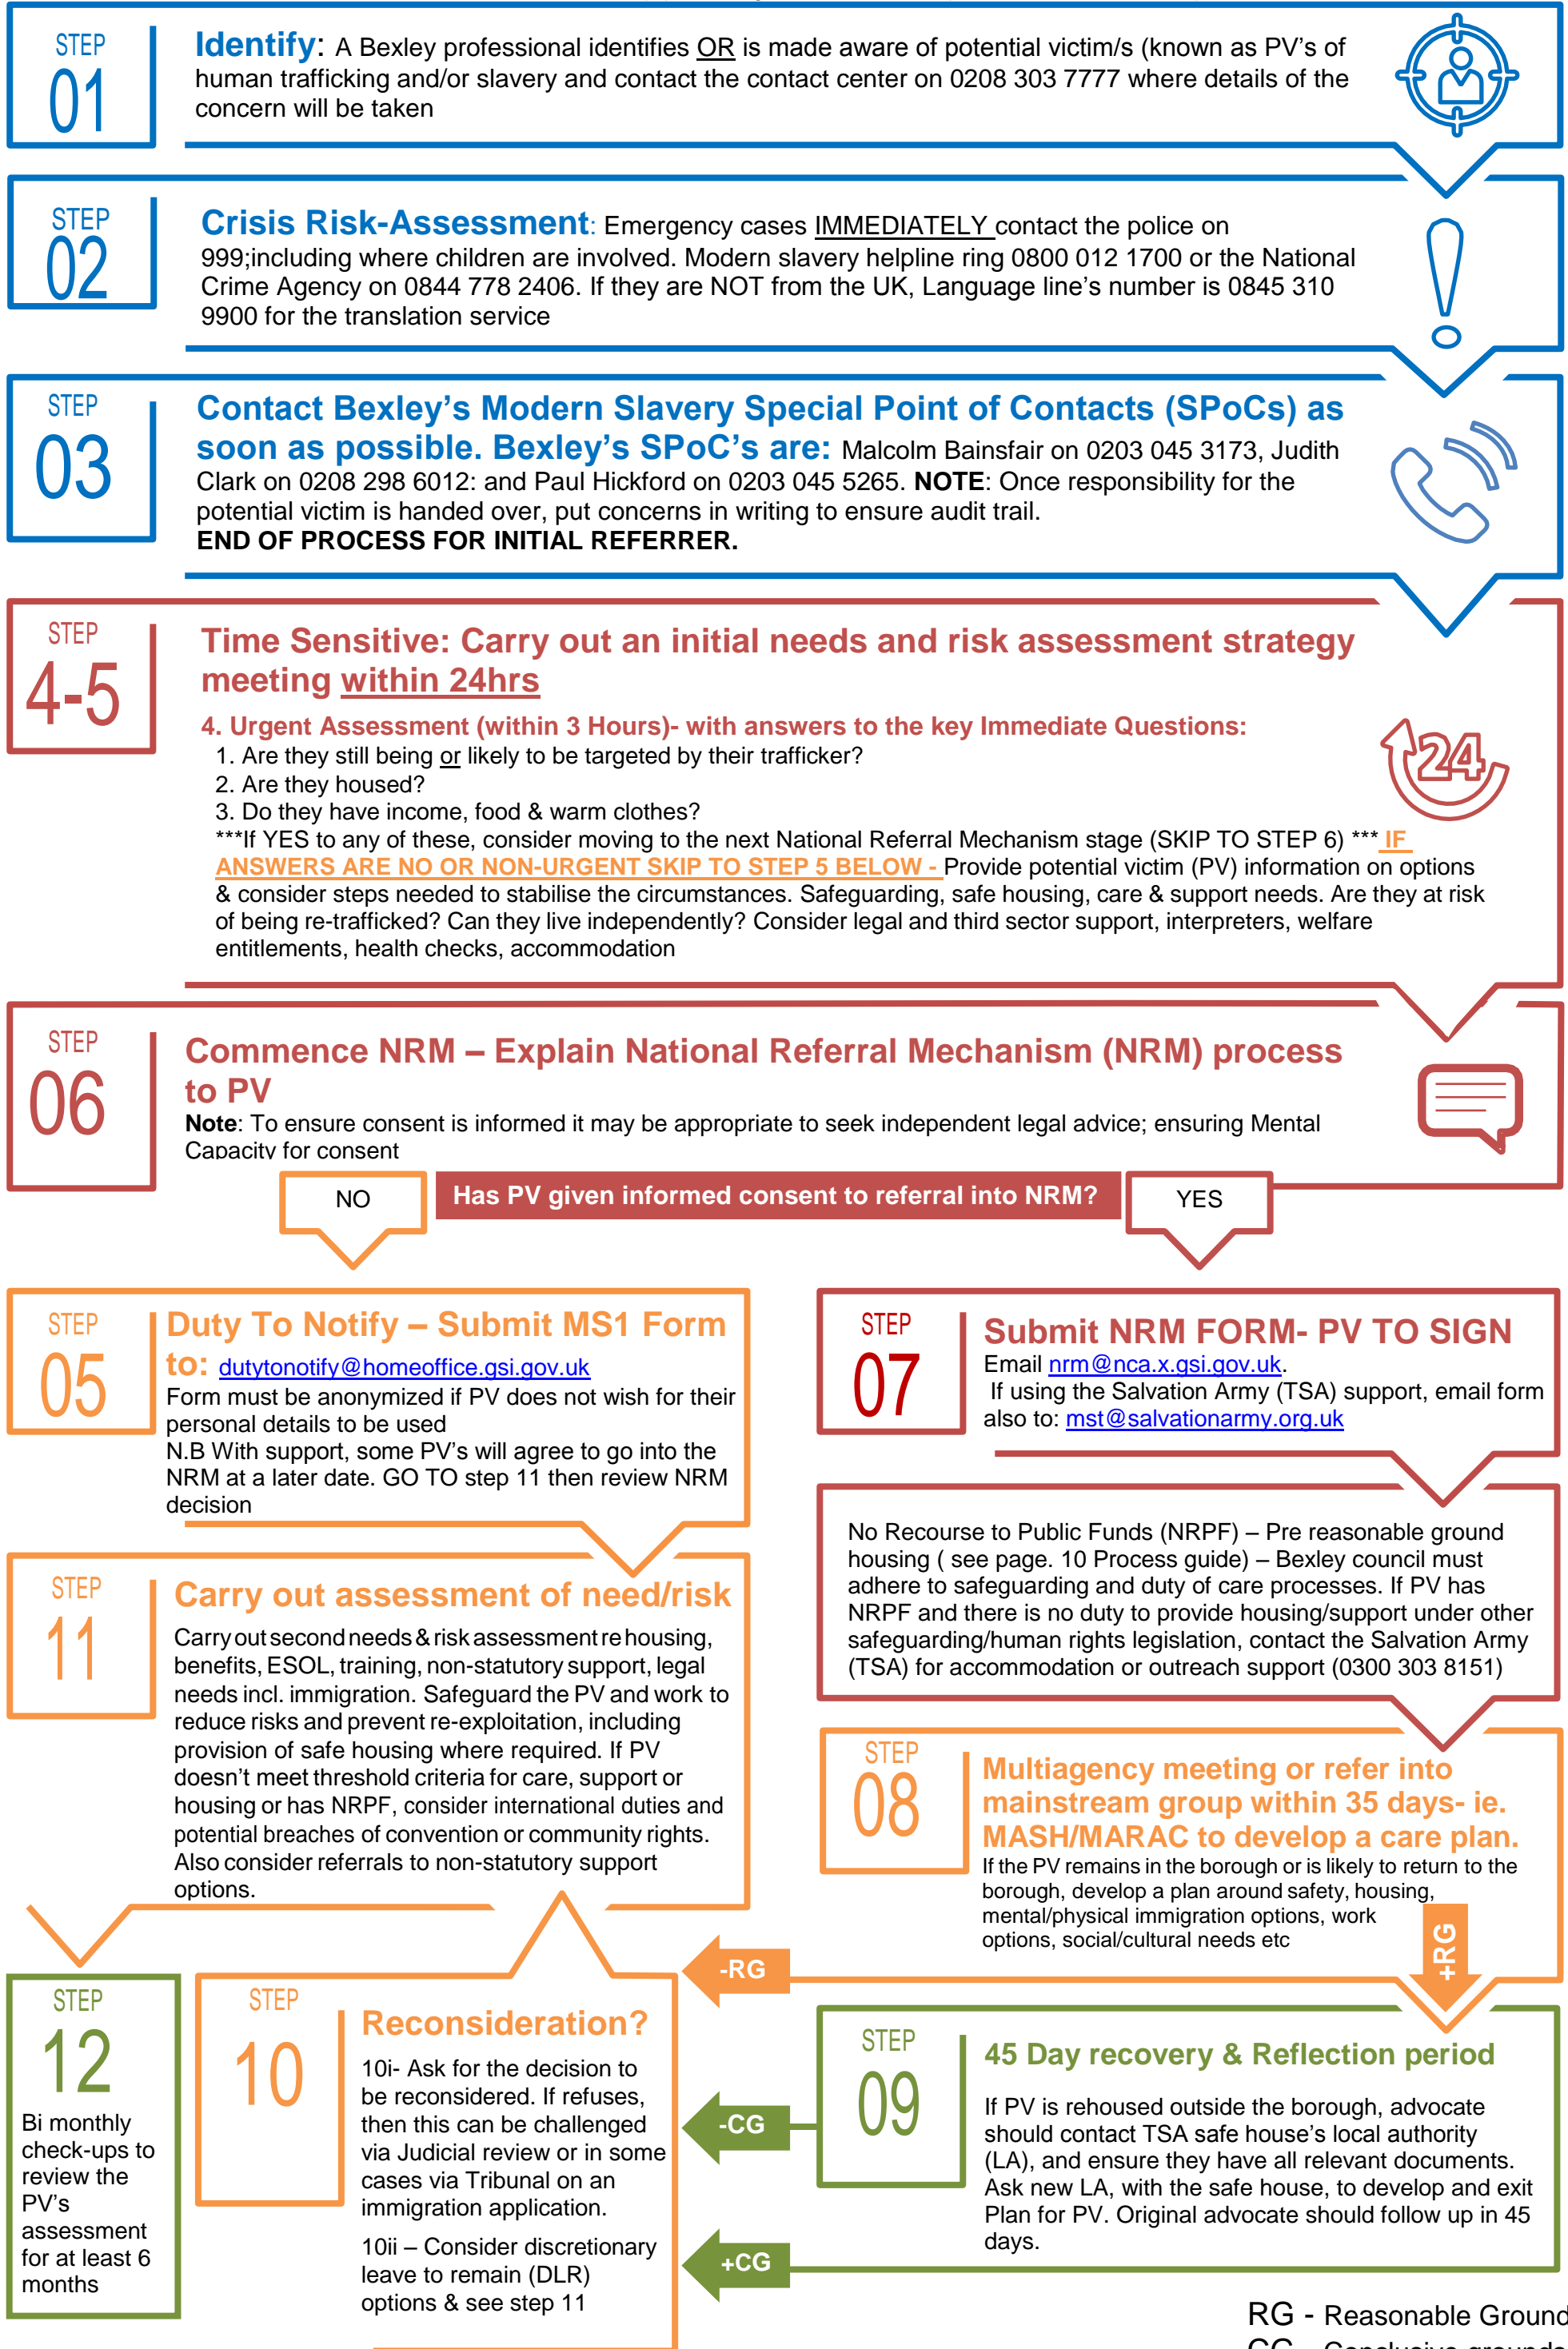 STEP
01
Identify: A Bexley professional identifies OR is made aware of potential victim/s (known as PV's of
human trafficking and/or slavery and contact the contact center on 0208 303 7777 where details of the
concern will be taken
STEP
02
Crisis Risk-Assessment: Emergency cases IMMEDIATELY contact the police on
999;including where children are involved. Modern slavery helpline ring 0800 012 1700 or the National
Crime Agency on 0844 778 2406. If they are NOT from the UK, Language line's number is 0845 310
9900 for the translation service
STEP
03
Contact Bexley's Modern Slavery Special Point of Contacts (SPoCs) as
soon as possible. Bexley's SPoC's are: Malcolm Bainsfair on 0203 045 3173, Judith
Clark on 0208 298 6012: and Paul Hickford on 0203 045 5265. NOTE: Once responsibility for the
potential victim is handed over, put concerns in writing to ensure audit trail.
END OF PROCESS FOR INITIAL REFERRER.
STEP
4-5
Time Sensitive: Carry out an initial needs and risk assessment strategy
meeting within 24hrs
4. Urgent Assessment (within 3 Hours)- with answers to the key Immediate Questions:
1. Are they still being or likely to be targeted by their trafficker?
2. Are they housed?
3. Do they have income, food & warm clothes?
***If YES to any of these, consider moving to the next National Referral Mechanism stage (SKIP TO STEP 6) *** IF
ANSWERS ARE NO OR NON-URGENT SKIP TO STEP 5 BELOW - Provide potential victim (PV) information on options
& consider steps needed to stabilise the circumstances. Safeguarding, safe housing, care & support needs. Are they at risk
of being re-trafficked? Can they live independently? Consider legal and third sector support, interpreters, welfare
entitlements, health checks, accommodation
24
STEP
06
Commence NRM – Explain National Referral Mechanism (NRM) process
to PV
Note: To ensure consent is informed it may be appropriate to seek independent legal advice; ensuring Mental
Capacity for consent
NO
Has PV given informed consent to referral into NRM?
YES
STEP
05
Duty To Notify – Submit MS1 Form
to: dutytonotify@homeoffice.gsi.gov.uk
Form must be anonymized if PV does not wish for their
personal details to be used
N.B With support, some PV's will agree to go into the
NRM at a later date. GO TO step 11 then review NRM
decision
STEP
07
Submit NRM FORM- PV TO SIGN
Email nrm@nca.x.gsi.gov.uk.
If using the Salvation Army (TSA) support, email form
also to: mst@salvationarmy.org.uk
No Recourse to Public Funds (NRPF) – Pre reasonable ground
housing ( see page. 10 Process guide) – Bexley council must
adhere to safeguarding and duty of care processes. If PV has
NRPF and there is no duty to provide housing/support under other
safeguarding/human rights legislation, contact the Salvation Army
(TSA) for accommodation or outreach support (0300 303 8151)
STEP
11
Carry out assessment of need/risk
Carry out second needs & risk assessment re housing,
benefits, ESOL, training, non-statutory support, legal
needs incl. immigration. Safeguard the PV and work to
reduce risks and prevent re-exploitation, including
provision of safe housing where required. If PV
doesn't meet threshold criteria for care, support or
housing or has NRPF, consider international duties and
potential breaches of convention or community rights.
Also consider referrals to non-statutory support
options.
STEP
08
Multiagency meeting or refer into
mainstream group within 35 days- ie.
MASH/MARAC to develop a care plan.
If the PV remains in the borough or is likely to return to the
borough, develop a plan around safety, housing,
mental/physical immigration options, work
options, social/cultural needs etc
+RG
-RG
STEP
12
Bi monthly
check-ups to
review the
PV's
assessment
for at least 6
months
STEP
10
Reconsideration?
10i- Ask for the decision to
be reconsidered. If refuses,
then this can be challenged
via Judicial review or in some
cases via Tribunal on an
immigration application.
10ii – Consider discretionary
leave to remain (DLR)
options & see step 11
-CG
+CG
STEP
09
45 Day recovery & Reflection period
If PV is rehoused outside the borough, advocate
should contact TSA safe house's local authority
(LA), and ensure they have all relevant documents.
Ask new LA, with the safe house, to develop and exit
Plan for PV. Original advocate should follow up in 45
days.
RG - Reasonable Ground
CG - Conclusive grounds